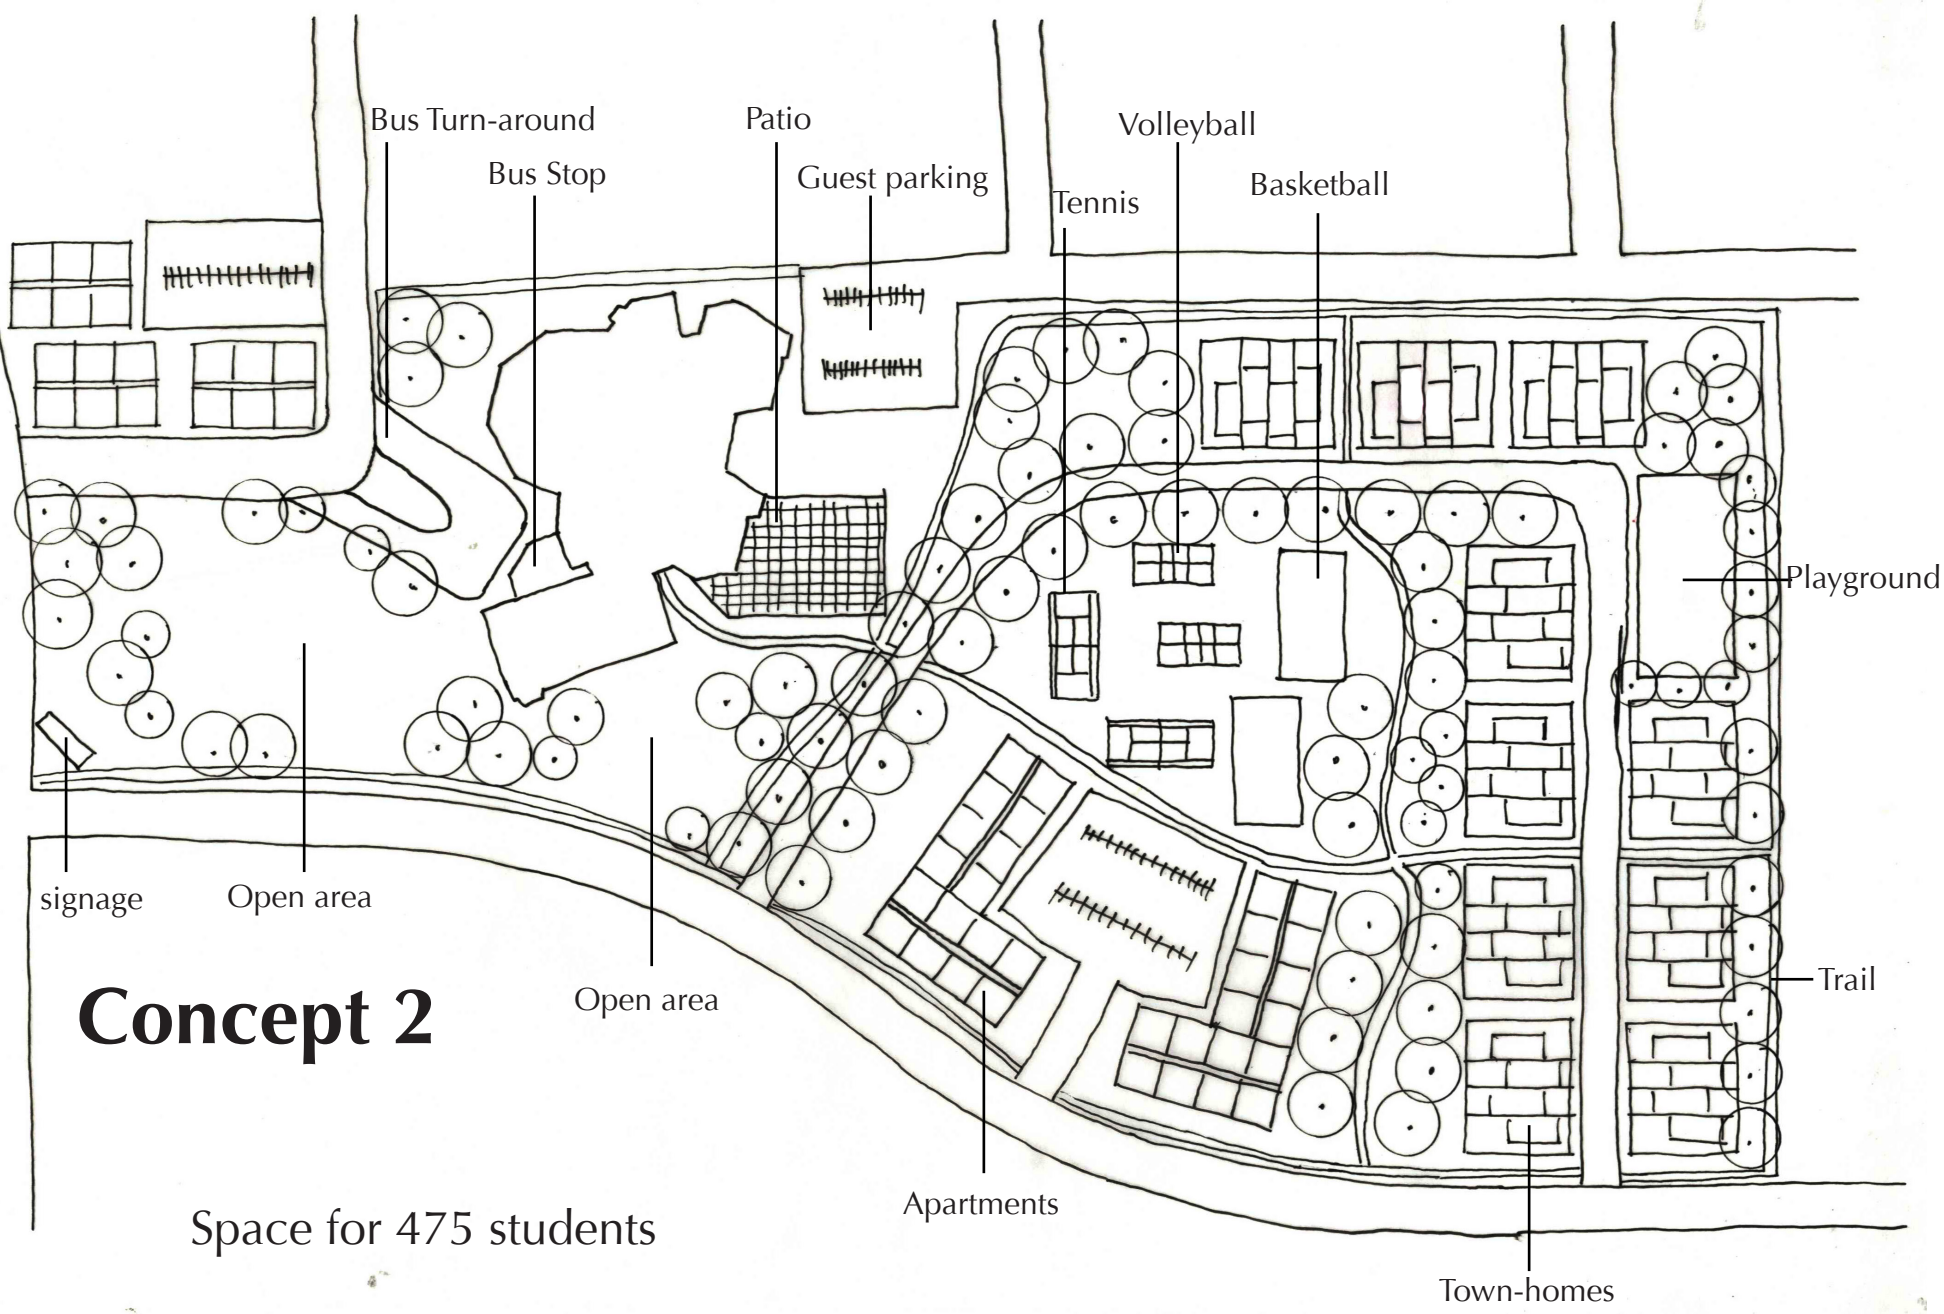 Bus Turn-around
Patio
Volleyball
Bus Stop
Guest parking
Basketball
Tennis
Playground
signage
Open area
Trail
Concept 2
Open area
Apartments
Space for 475 students
Town-homes